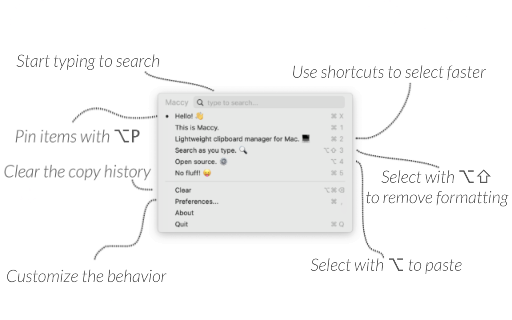 Start typing to search
Use shortcuts to select faster
Maccy
type to search...
Hello! 👋 ⌘ X
This is Maccy. ⌘ 1
Lightweight clipboard manager for Mac. 💻 ⌘ 2
Search as you type. 🔍 ⌥⇧ 3
Open source. ⌥ 4
No fluff! ⌘ 5
Pin items with ⌥P
Clear the copy history
Select with ⌥⇧
to remove formatting
Clear
Preferences... ⌘ ,
About
Quit ⌘ Q
Customize the behavior
Select with ⌥ to paste